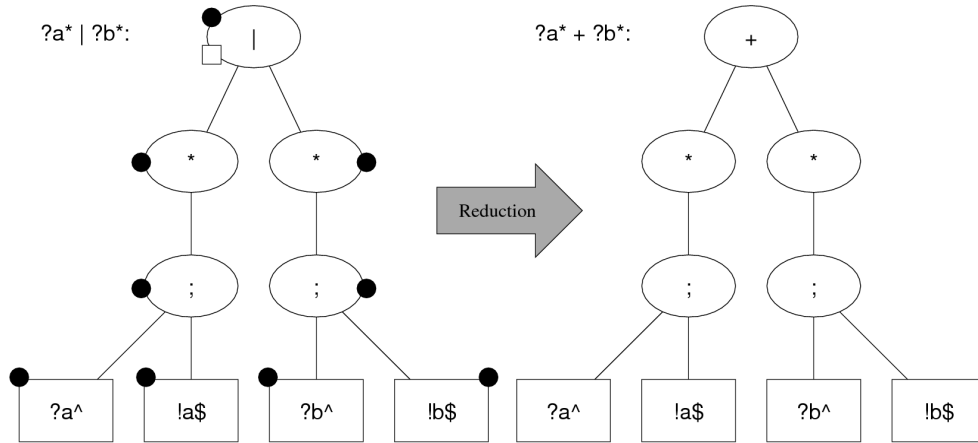 ?a* | ?b*:
|
?a* + ?b*:
+
*
*
*
*
Reduction
;
;
;
;
?a^
!a$
?b^
!b$
?a^
!a$
?b^
!b$